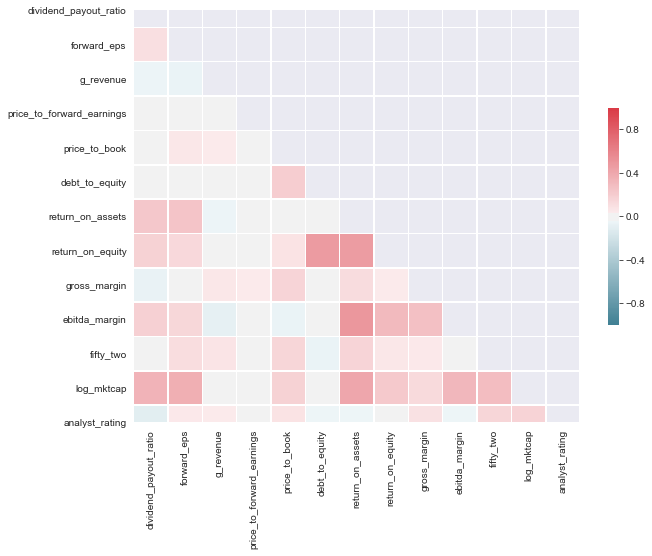 dividend_payout_ratio
forward_eps
g_revenue
price_to_forward_earnings
price_to_book
debt_to_equity
return_on_assets
return_on_equity
gross_margin
ebitda_margin
fifty_two
log_mktcap
analyst_rating
dividend_payout_ratio
forward_eps
g_revenue
price_to_forward_earnings
price_to_book
debt_to_equity
return_on_assets
return_on_equity
gross_margin
ebitda_margin
fifty_two
log_mktcap
analyst_rating
0.8
0.4
0.0
−0.4
−0.8